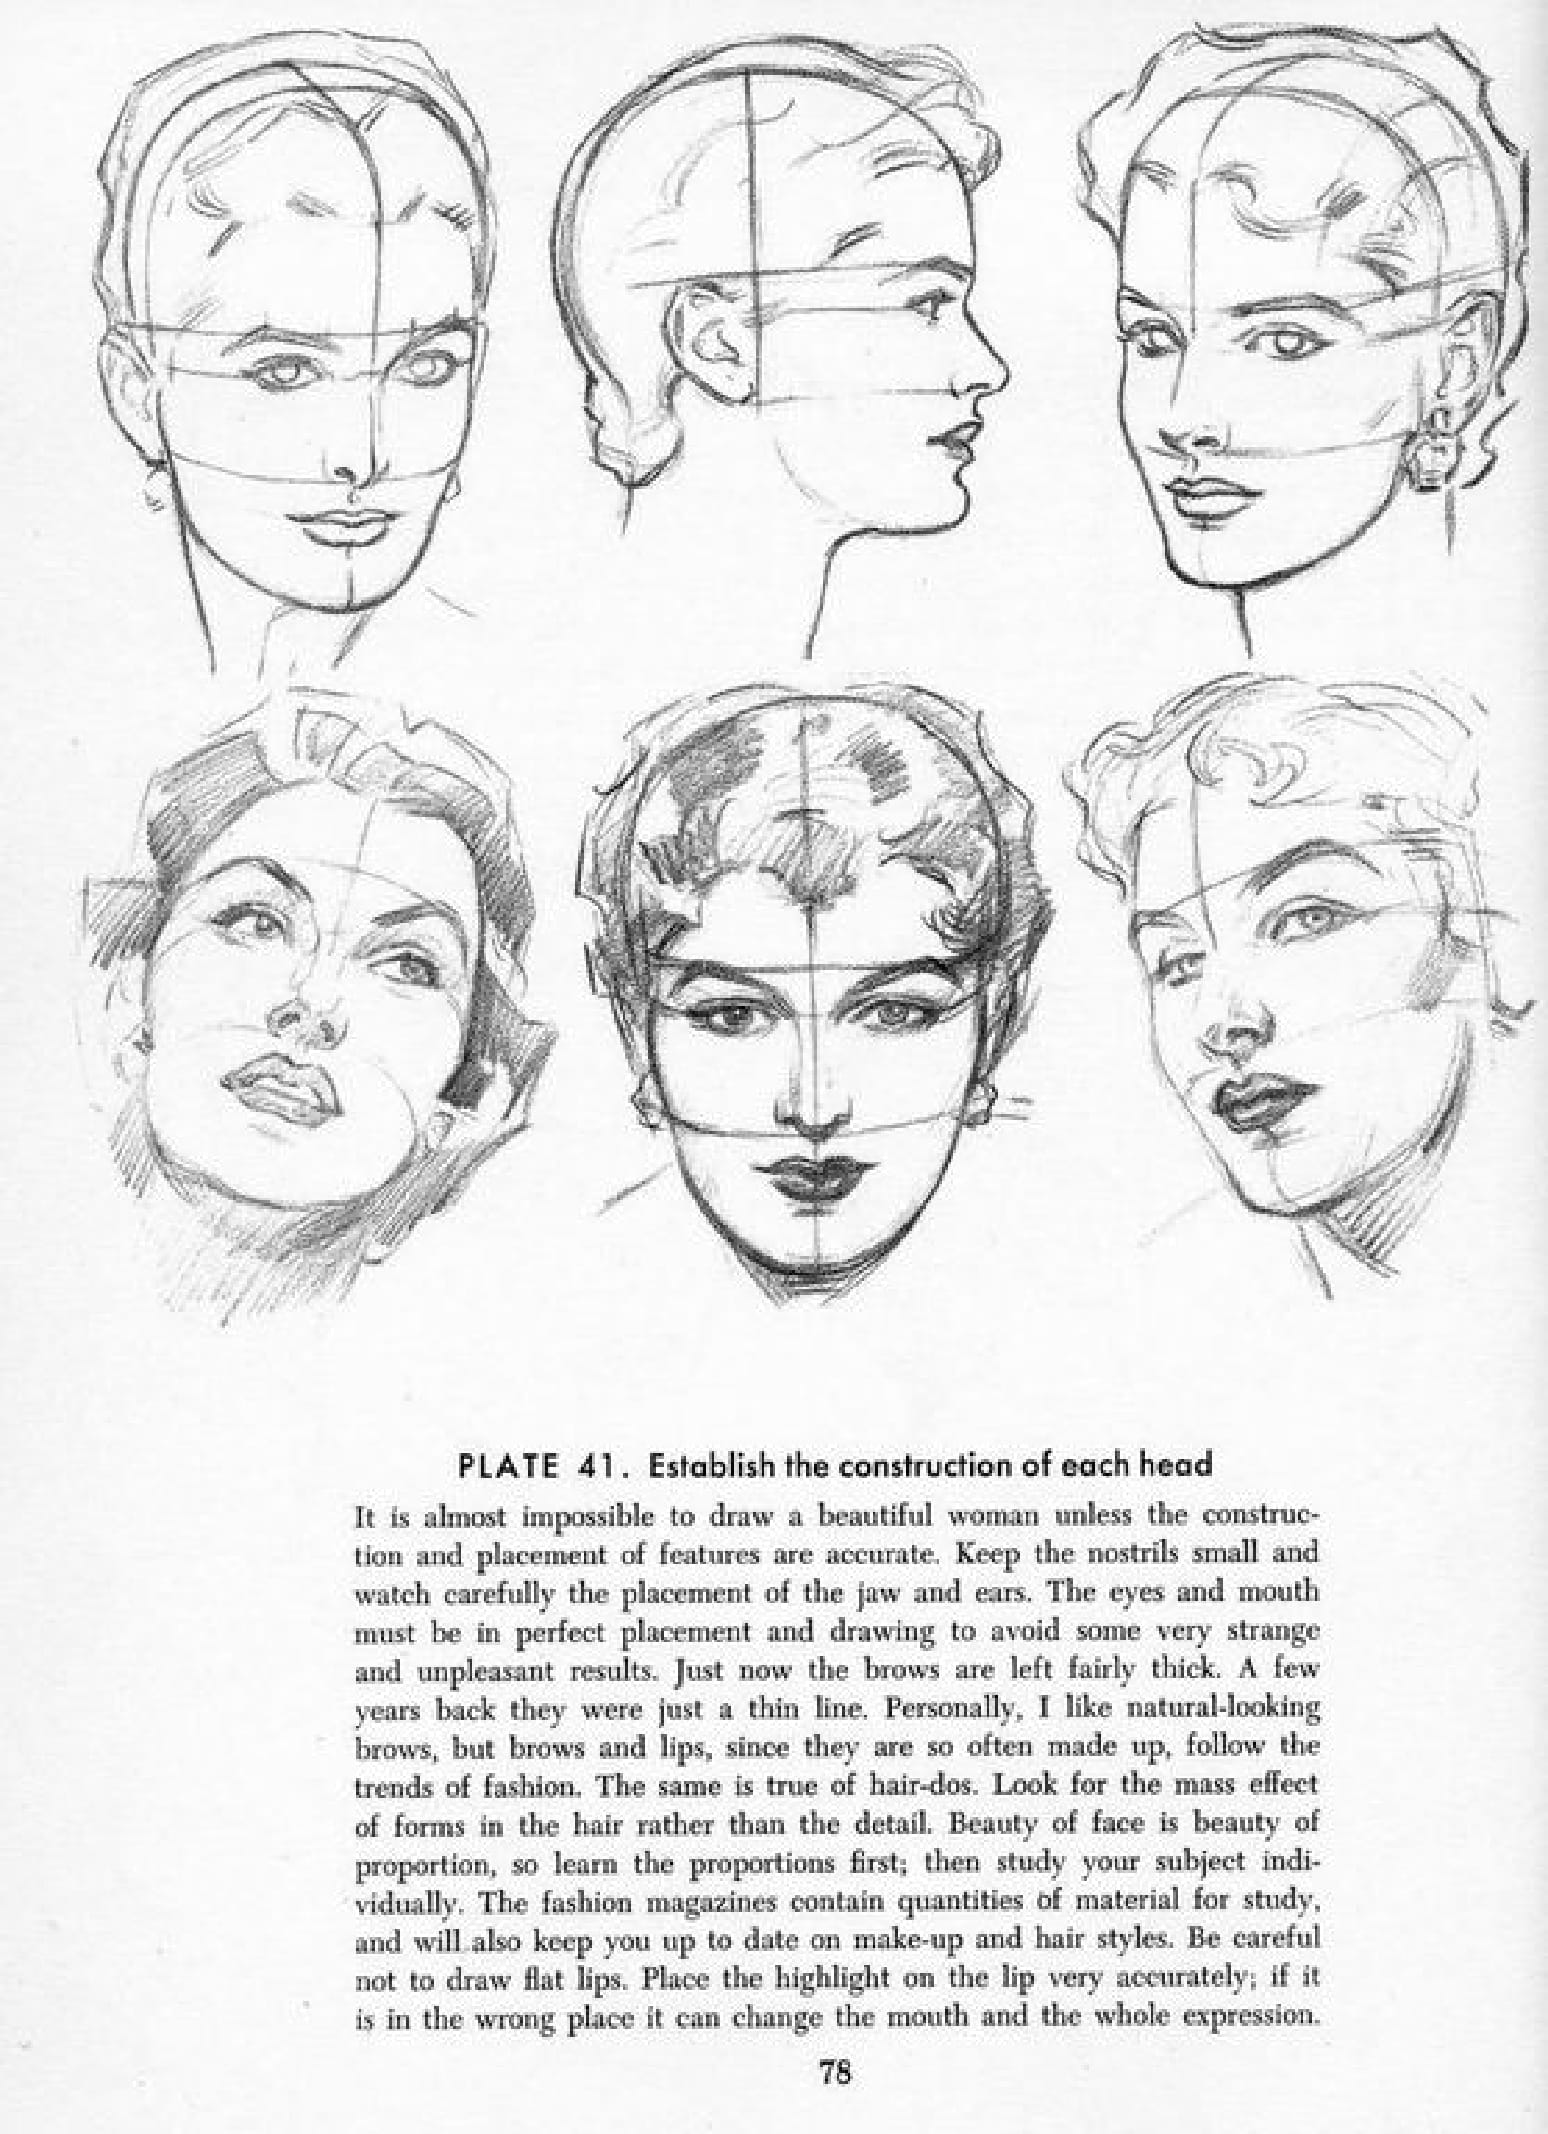 PLATE 41. Establish the construction of each head
It is almost impossible to draw a beautiful woman unless the construc-
tion and placement of features are accurate. Keep the nostrils small and
watch carefully the placement of the jaw and ears. The eyes and mouth
must be in perfect placement and drawing to avoid some very strange
and unpleasant results. Just now the brows are left fairly thick. A few
years back they were just a thin line. Personally, I like natural-looking
brows, but brows and lips, since they are so often made up, follow the
trends of fashion. The same is true of hair-dos. Look for the mass effect
of forms in the hair rather than the detail. Beauty of face is beauty of
proportion, so learn the proportions first; then study your subject indi-
vidually. The fashion magazines contain quantities of material for study,
and will also keep you up to date on make-up and hair styles. Be careful
not to draw flat lips. Place the highlight on the lip very accurately; if it
is in the wrong place it can change the mouth and the whole expression.
78